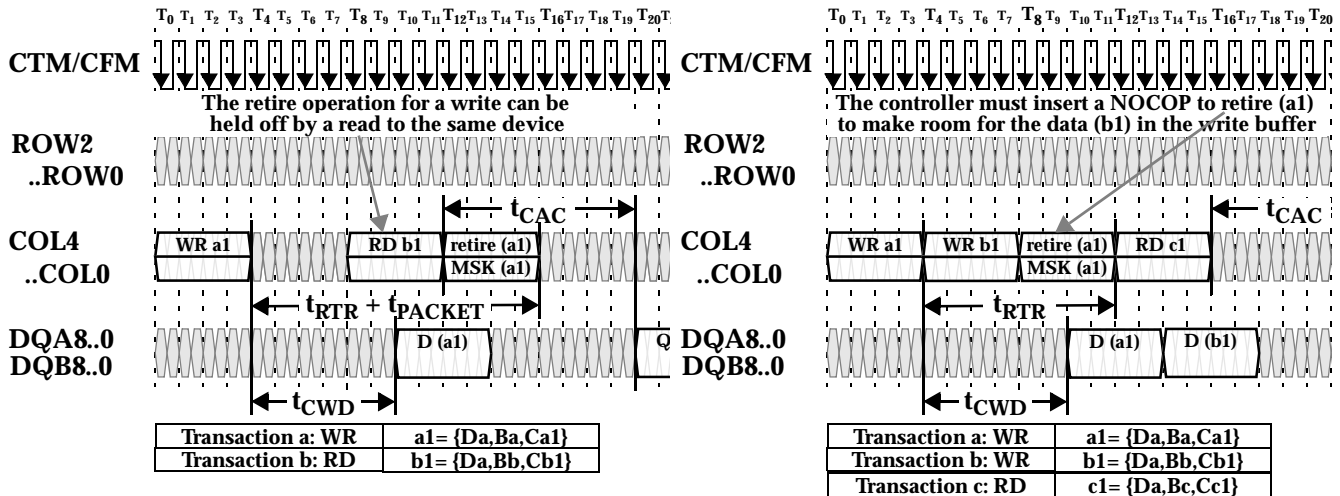 T0 T1 T2 T3 T4 T5 T6 T7 T8 T9 T10 T11 T12 T13 T14 T15 T16 T17 T18 T19 T20
CTM/CFM
The retire operation for a write can be
held off by a read to the same device
ROW2
..ROW0
tCAC
COL4
WR a1 RD b1 retire (a1)
..COL0
MSK (a1)
tRTR + tPACKET
DQA8..0
D (a1) Q
DQB8..0
tCWD
Transaction a: WR a1= {Da,Ba,Ca1}
Transaction b: RD b1= {Da,Bb,Cb1}
T0 T1 T2 T3 T4 T5 T6 T7 T8 T9 T10 T11 T12 T13 T14 T15 T16 T17 T18 T19 T20
CTM/CFM
The controller must insert a NOCOP to retire (a1)
to make room for the data (b1) in the write buffer
ROW2
..ROW0
tCAC
COL4
WR a1 WR b1 retire (a1) RD c1
..COL0
MSK (a1)
tRTR
DQA8..0
D (a1) D (b1)
DQB8..0
tCWD
Transaction a: WR a1= {Da,Ba,Ca1}
Transaction b: WR b1= {Da,Bb,Cb1}
Transaction c: RD c1= {Da,Bc,Cc1}